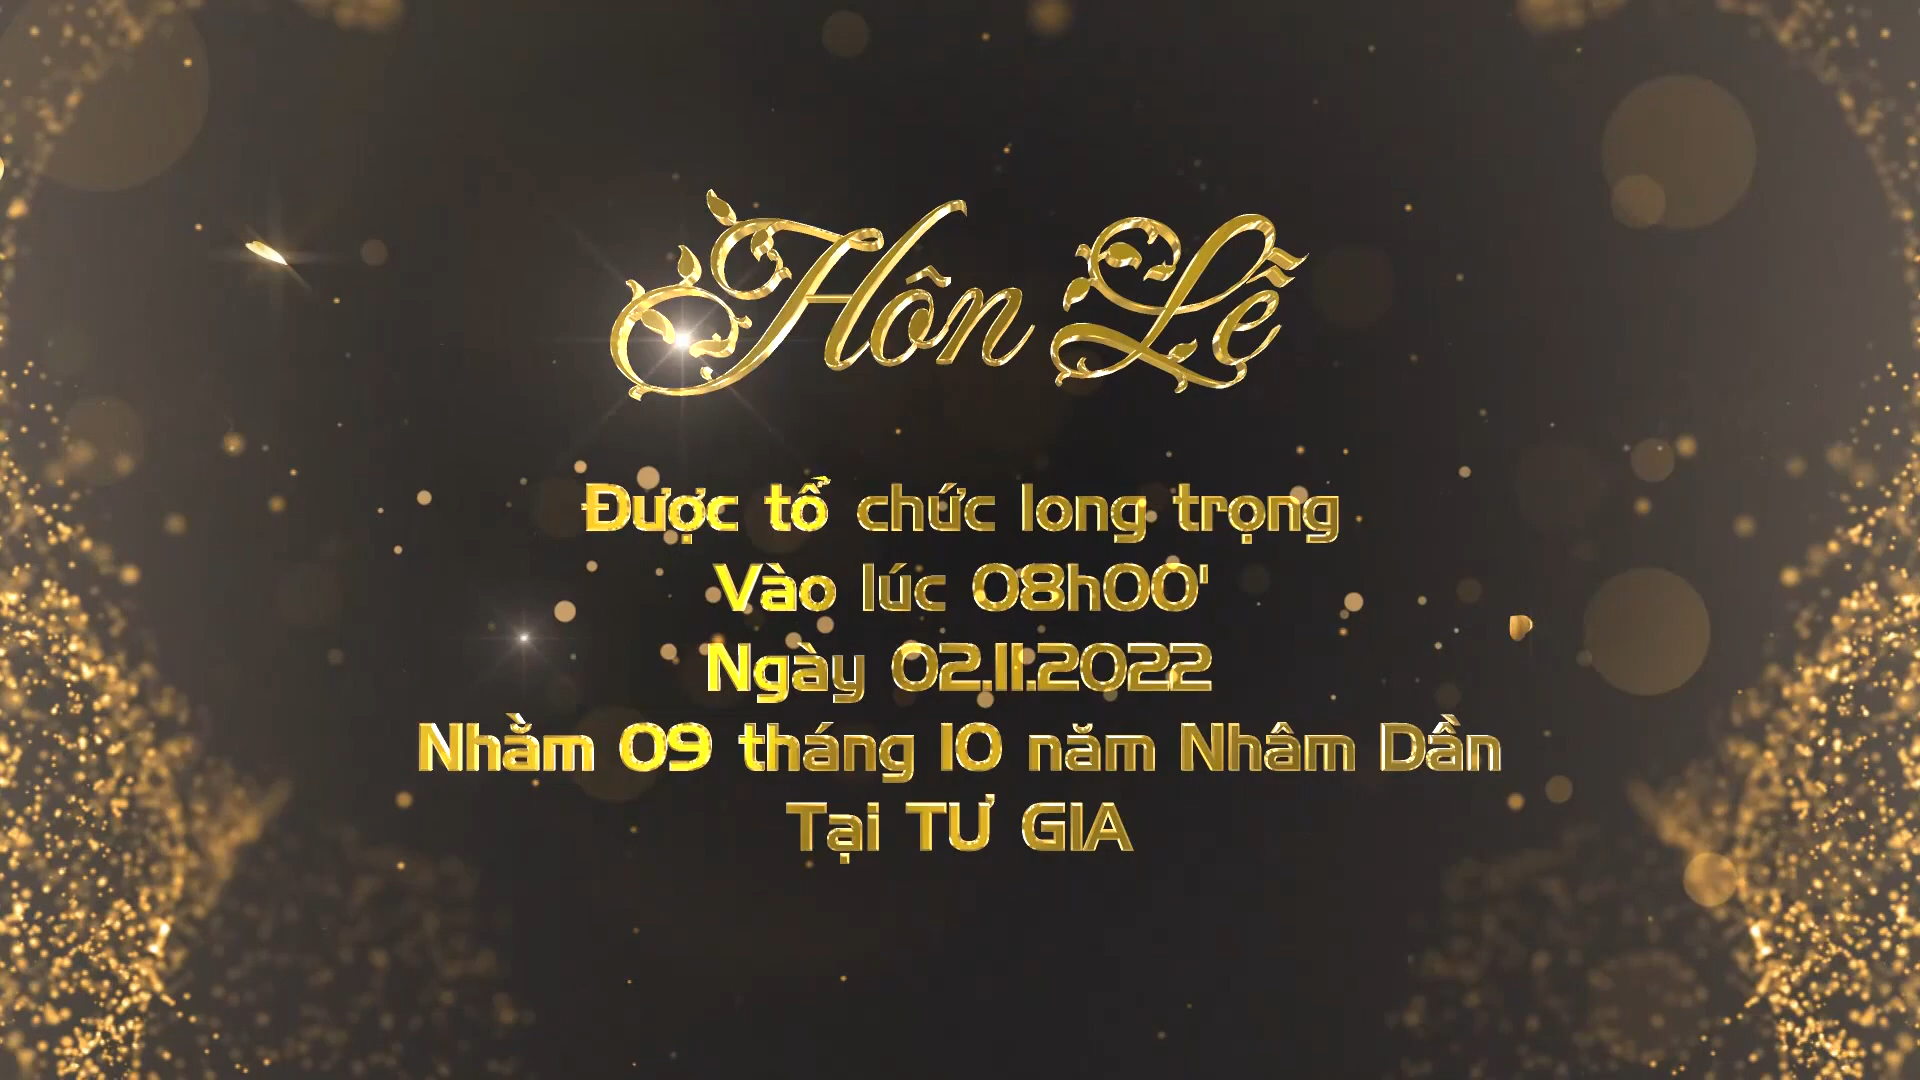 Hôn Lễ
Được tổ chức long trọng
Vào lúc 08h00'
Ngày 02.11.2022
Nhằm 09 tháng 10 năm Nhâm Dần
Tại TƯ GIA